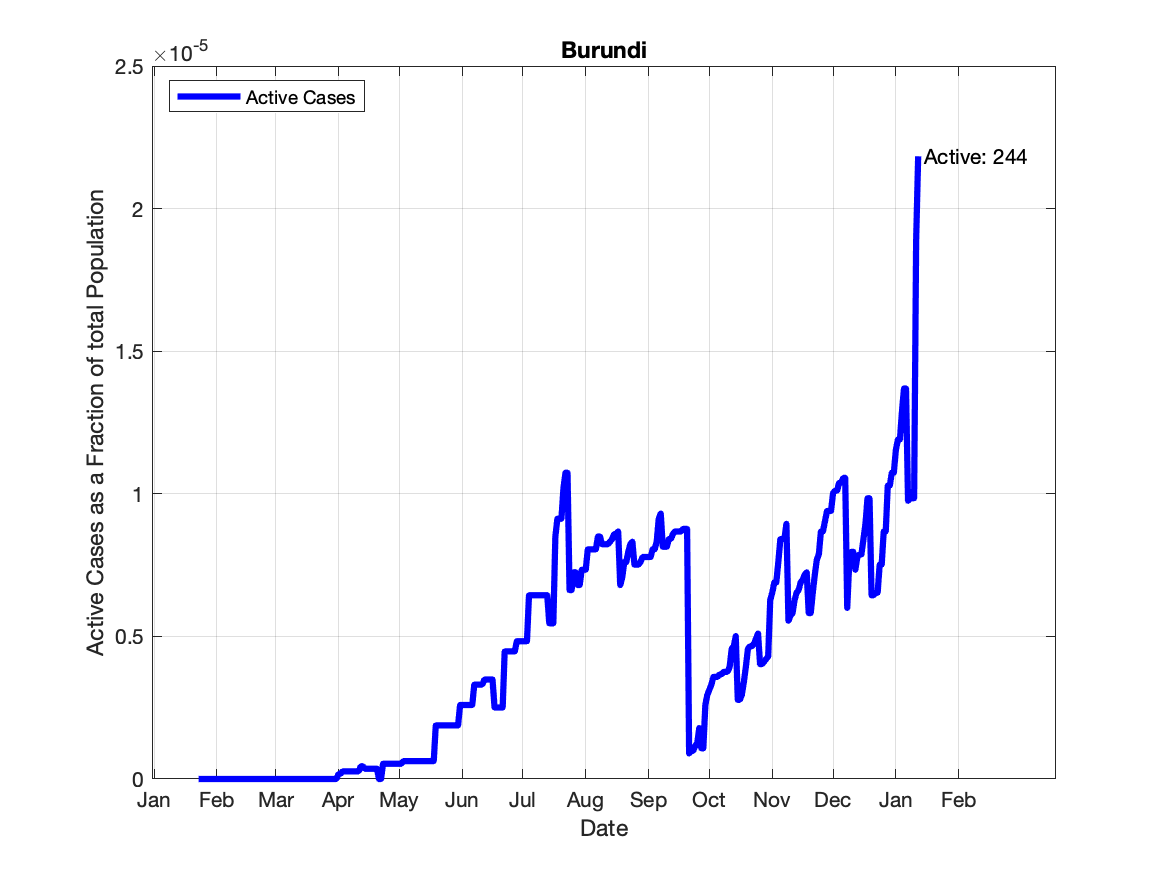 Burundi
×10-5
2.5
2
1.5
1
0.5
0
Active Cases as a Fraction of total Population
Active Cases
Active: 244
Jan Feb Mar Apr May Jun Jul Aug Sep Oct Nov Dec Jan Feb
Date